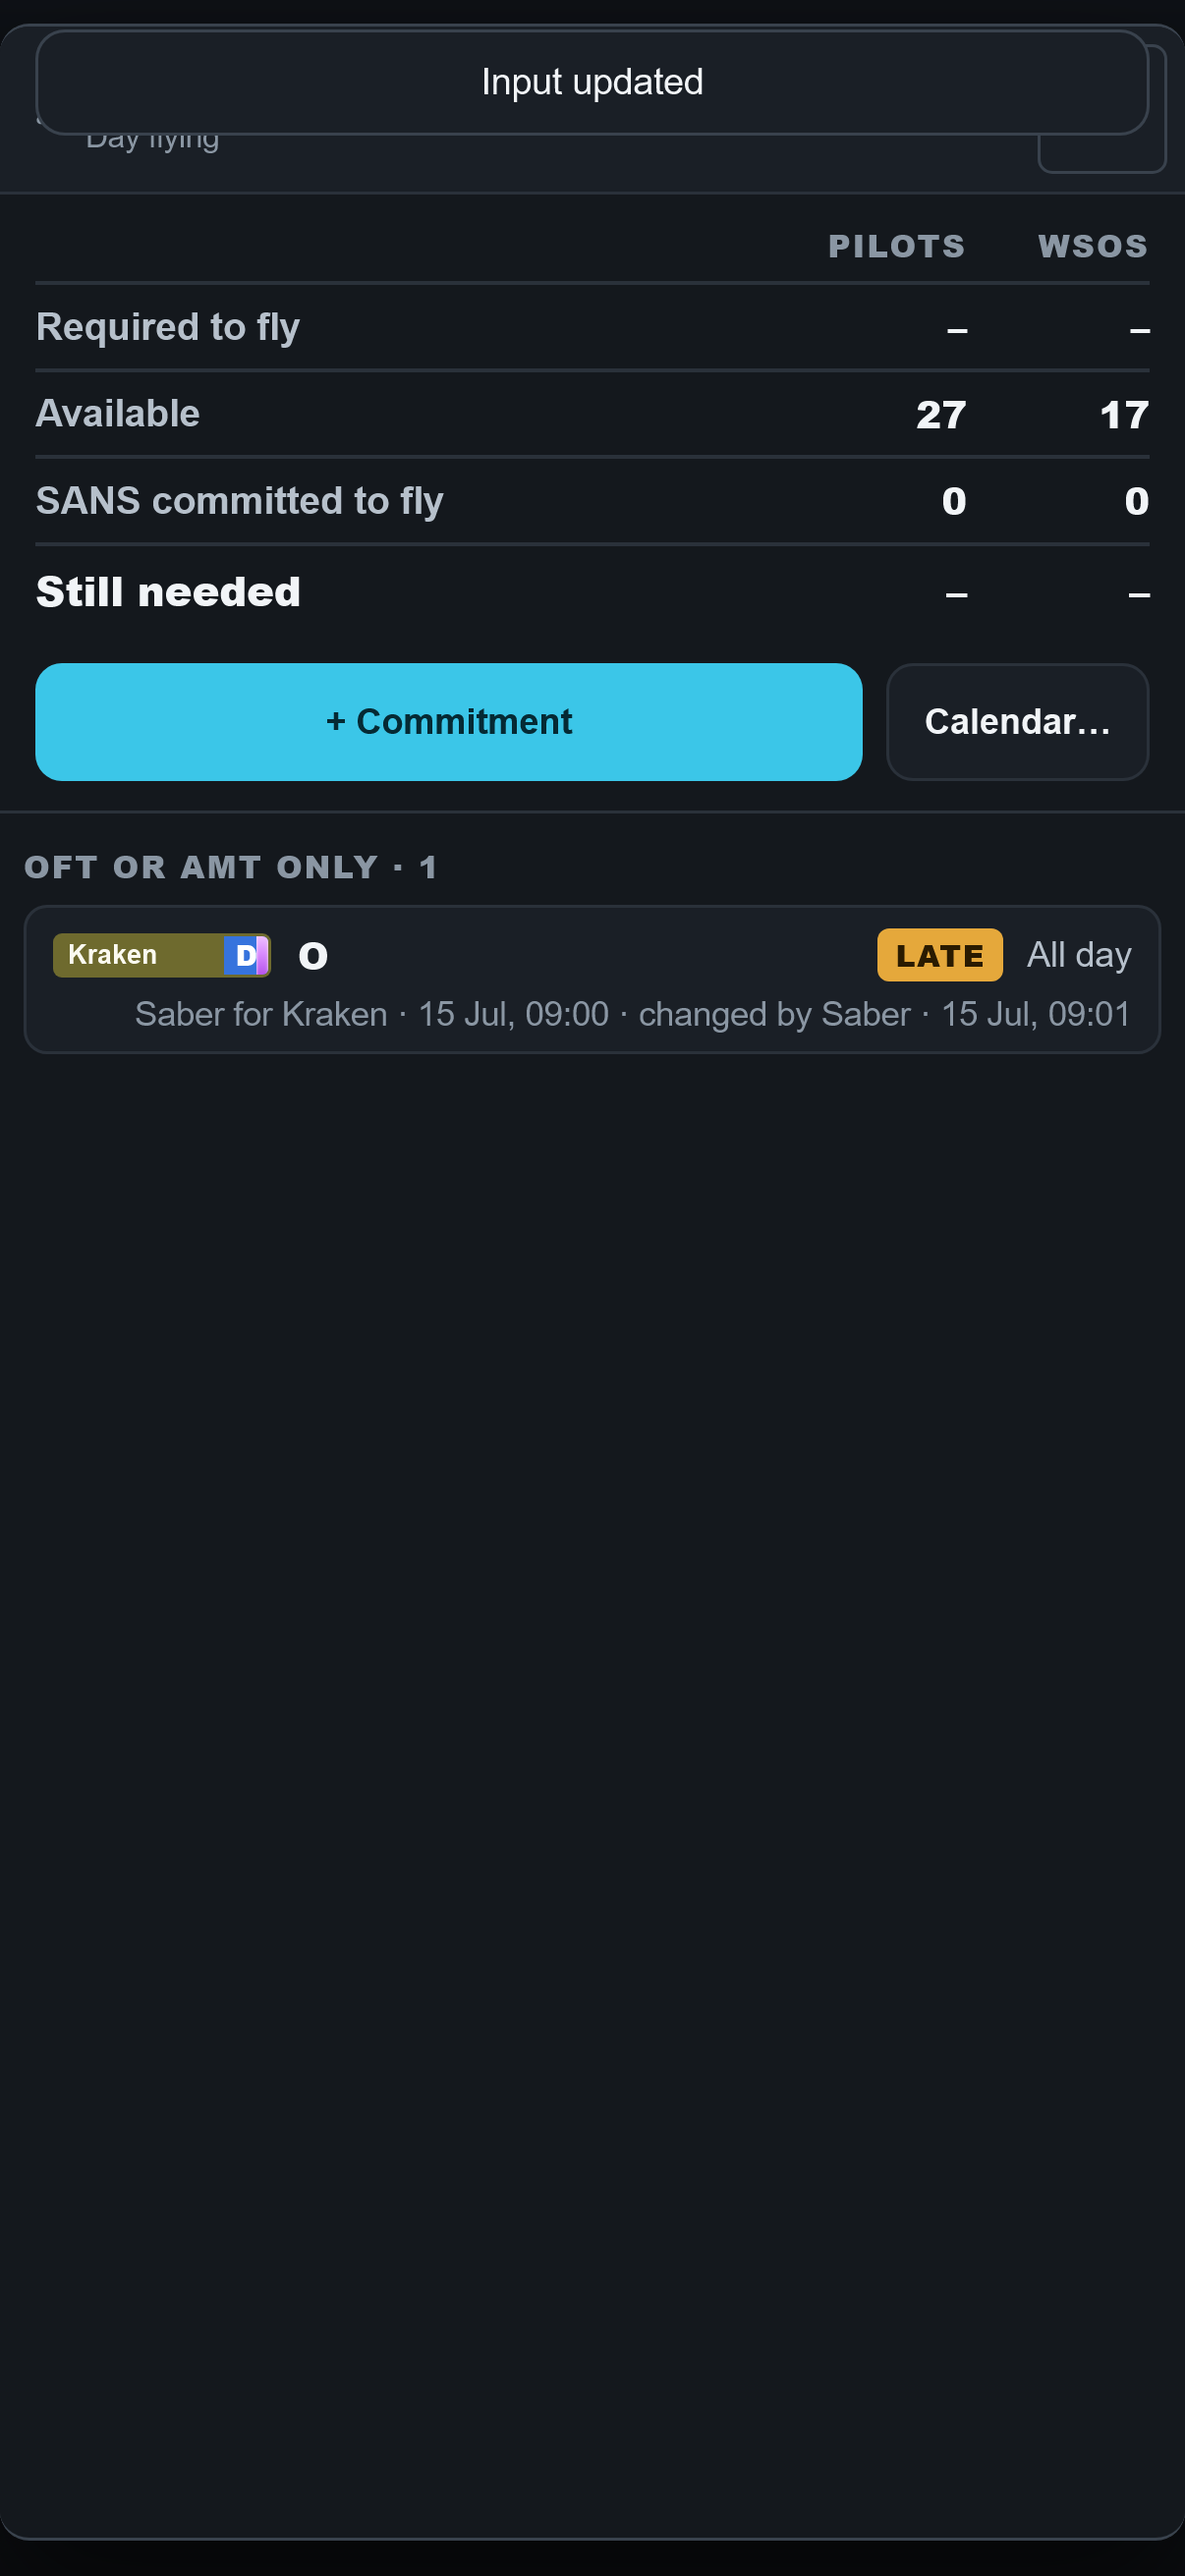 Input updated
Day flying
PILOTS WSOS
Required to fly – –
Available 27 17
SANS committed to fly 0 0
Still needed – –
+ Commitment Calendar...
OFT OR AMT ONLY · 1
Kraken D O LATE All day
Saber for Kraken · 15 Jul, 09:00 · changed by Saber · 15 Jul, 09:01